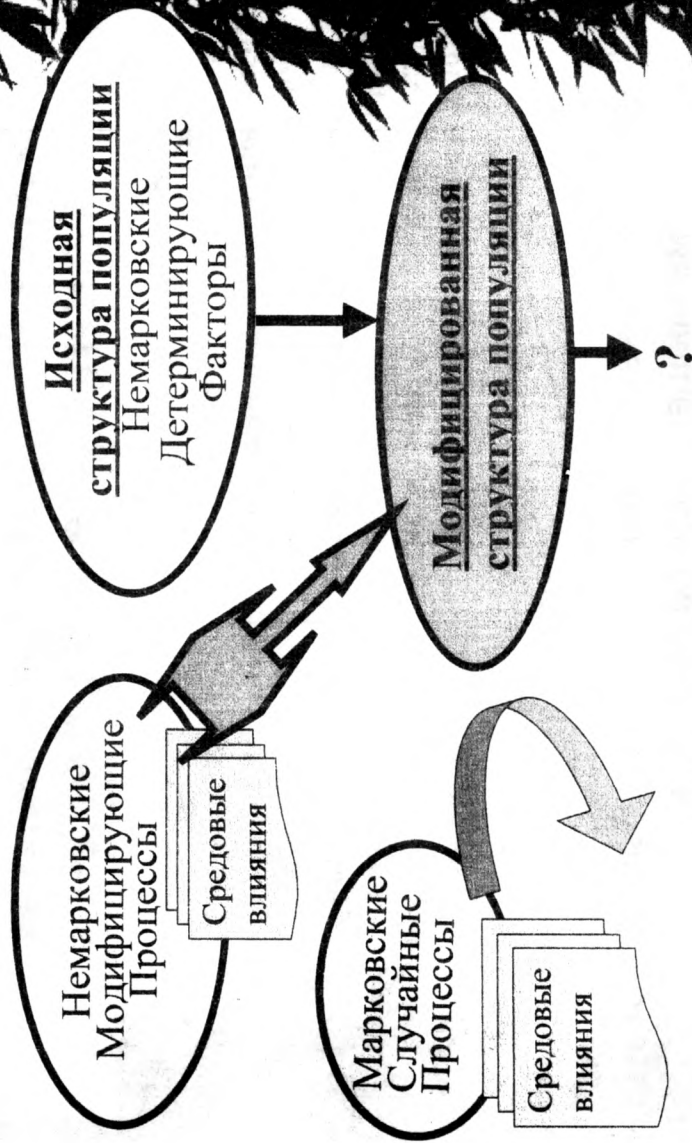 Немарковские
Модифицирующие
Процессы
Средовые
влияния
Исходная
структура популяции
Немарковские
Детерминирующие
Факторы
Марковские
Случайные
Процессы
Средовые
влияния
Модифицированная
структура популяции
?